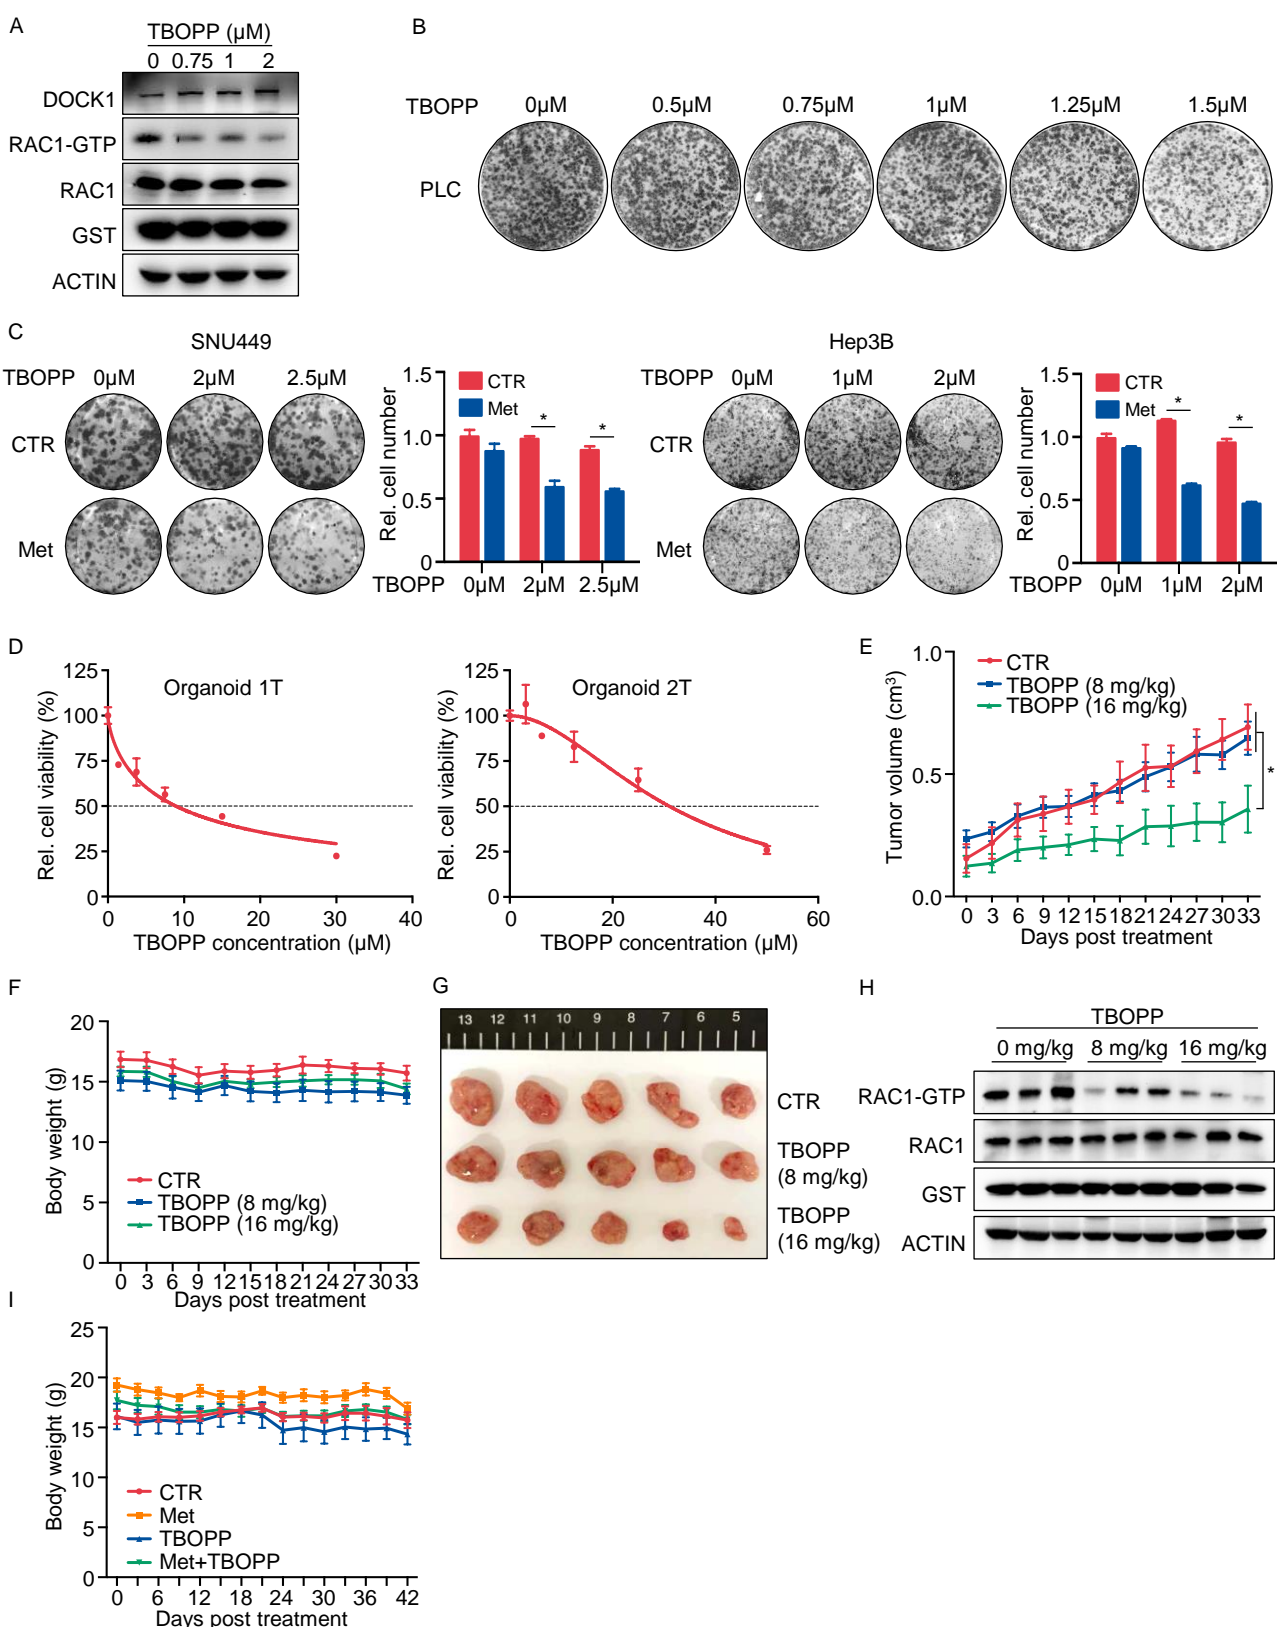 A
TBOPP (µM)
0 0.75 1 2
DOCK1
RAC1-GTP
RAC1
GST
ACTIN
B
TBOPP 0µM 0.5µM 0.75µM 1µM 1.25µM 1.5µM
PLC
C
SNU449
TBOPP 0µM 2µM 2.5µM
CTR
Met
Rel. cell number
1.5
1.0
0.5
0
CTR
Met
*
*
TBOPP 0µM 2µM 2.5µM
Hep3B
TBOPP 0µM 1µM 2µM
CTR
Met
Rel. cell number
1.5
1.0
0.5
0
CTR
Met
*
*
TBOPP 0µM 1µM 2µM
D
Organoid 1T
Rel. cell viability (%)
125
100
75
50
25
0
0 10 20 30 40
TBOPP concentration (µM)
Organoid 2T
Rel. cell viability (%)
125
100
75
50
25
0
0 20 40 60
TBOPP concentration (µM)
E
Tumor volume (cm³)
1.0
0.5
0.0
CTR
TBOPP (8 mg/kg)
TBOPP (16 mg/kg)
*
0 3 6 9 12 15 18 21 24 27 30 33
Days post treatment
F
Body weight (g)
20
15
10
5
0
CTR
TBOPP (8 mg/kg)
TBOPP (16 mg/kg)
0 3 6 9 12 15 18 21 24 27 30 33
Days post treatment
G
13 12 11 10 9 8 7 6 5
CTR
TBOPP
(8 mg/kg)
TBOPP
(16 mg/kg)
H
TBOPP
0 mg/kg 8 mg/kg 16 mg/kg
RAC1-GTP
RAC1
GST
ACTIN
I
Body weight (g)
25
20
15
10
5
0
CTR
Met
TBOPP
Met+TBOPP
0 6 12 18 24 30 36 42
Days post treatment